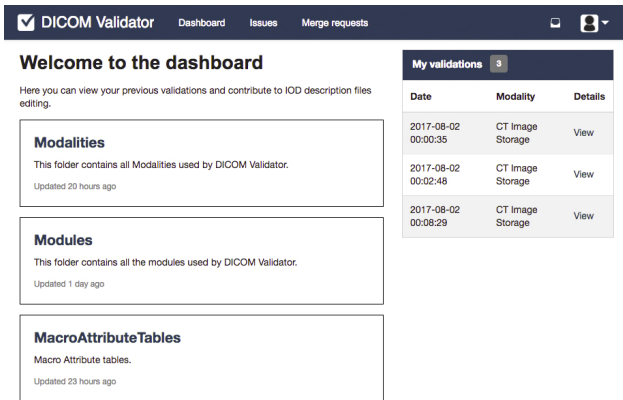 DICOM Validator Dashboard Issues Merge requests
Welcome to the dashboard
Here you can view your previous validations and contribute to IOD description files
editing.
Modalities
This folder contains all Modalities used by DICOM Validator.
Updated 20 hours ago
Modules
This folder contains all the modules used by DICOM Validator.
Updated 1 day ago
MacroAttributeTables
Macro Attribute tables.
Updated 23 hours ago
My validations 3
Date Modality Details
2017-08-02 CT Image
00:00:35 Storage View
2017-08-02 CT Image
00:02:48 Storage View
2017-08-02 CT Image
00:08:29 Storage View